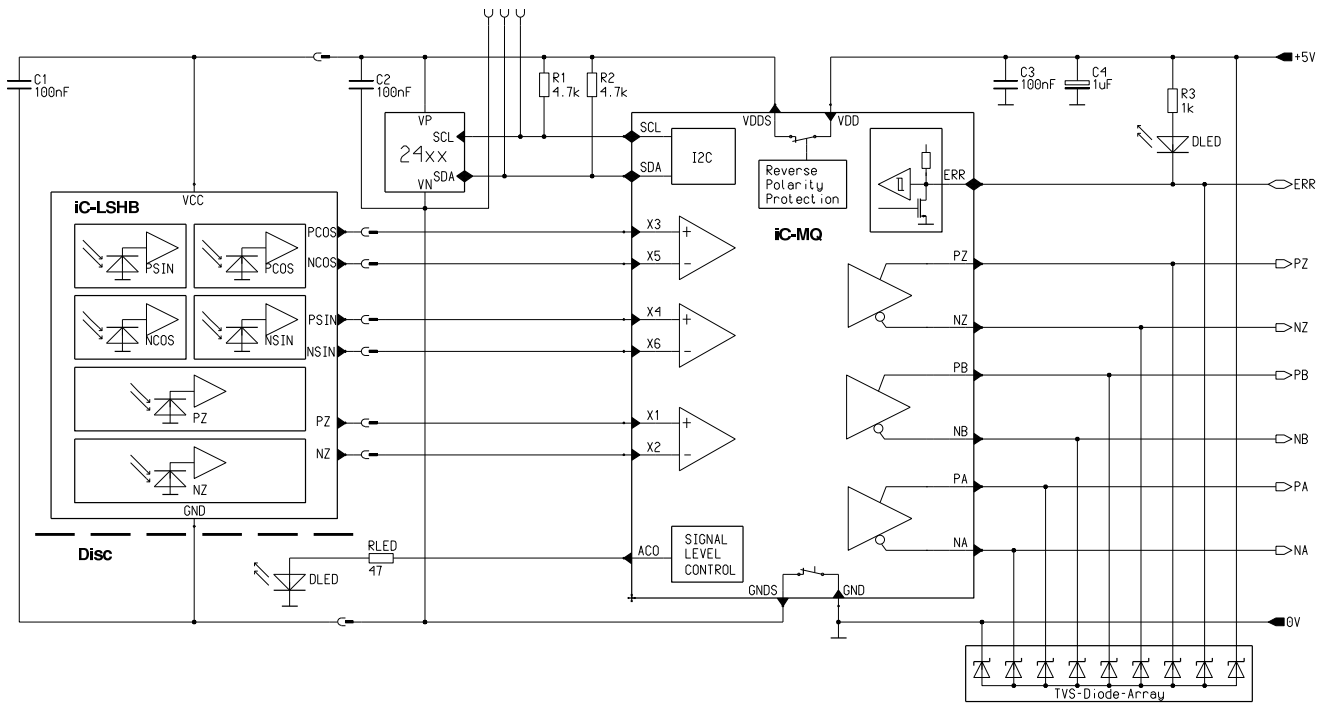 +5V
C1
100nF
C2
100nF
R1
4.7k
R2
4.7k
C3
100nF
C4
1uF
R3
1k
DLED
VP
SCL
24xx
SDA
VN
VDDS
VDD
SCL
SDA
I2C
Reverse
Polarity
Protection
ERR
ERR
iC-MQ
VCC
iC-LSHB
PSIN
PCOS
NCOS
NSIN
PZ
NZ
PCOS
NCOS
PSIN
NSIN
PZ
NZ
GND
X3
+
X5
-
X4
+
X6
-
X1
+
X2
-
PZ
PZ
NZ
NZ
PB
PB
NB
NB
PA
PA
NA
NA
Disc
DLED
RLED
47
ACO
SIGNAL
LEVEL
CONTROL
GNDS
GND
0V
TVS-Diode-Array